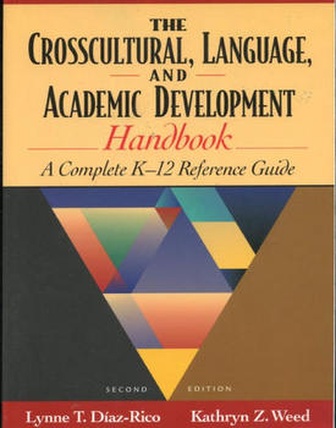 THE
CROSSCULTURAL, LANGUAGE,
AND
ACADEMIC DEVELOPMENT
Handbook
A Complete K–12 Reference Guide
SECOND EDITION
Lynne T. Díaz-Rico Kathryn Z. Weed